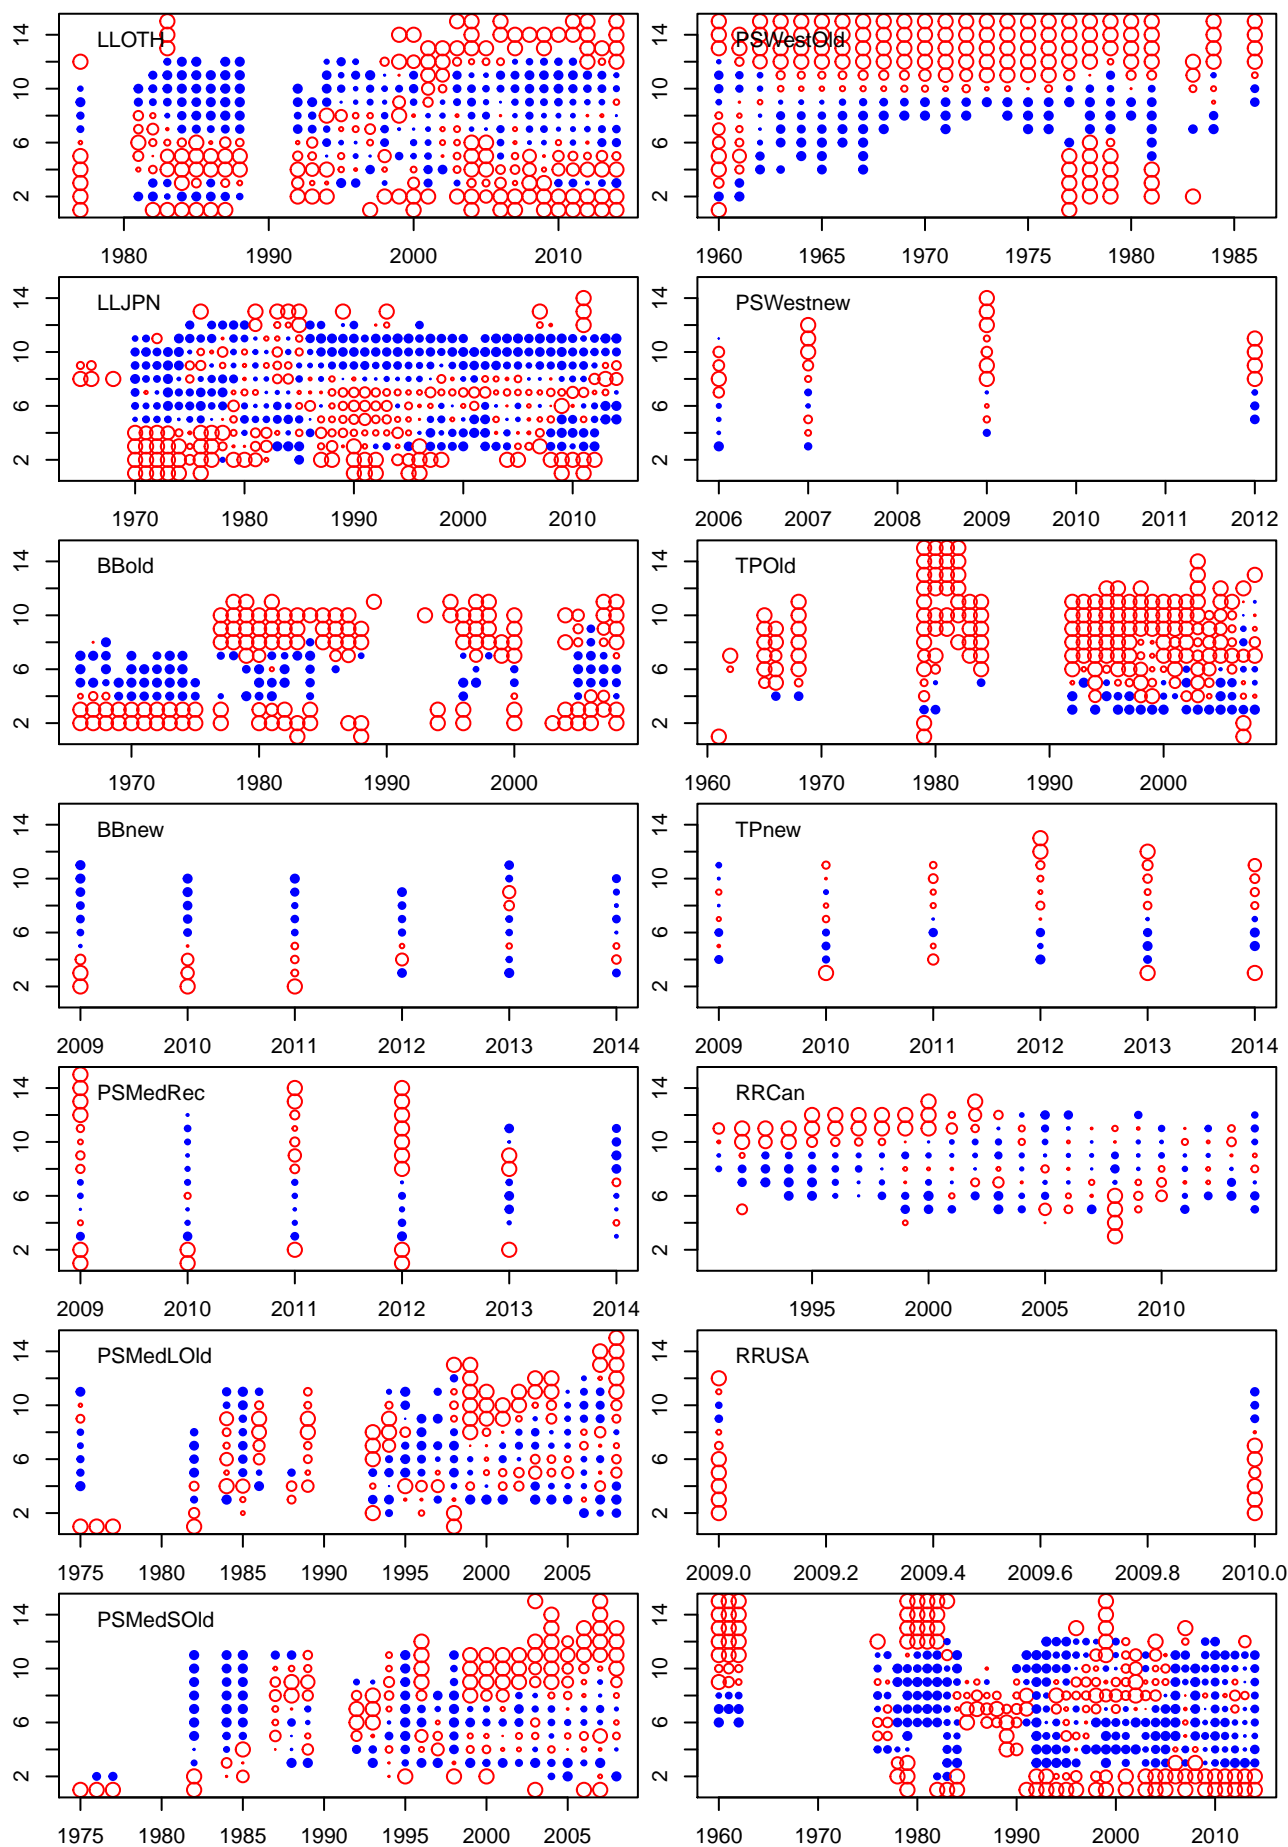 LLOTH
2 6 10 14
1980 1990 2000 2010
PSWestOld
2 6 10 14
1960 1965 1970 1975 1980 1985
LLJPN
2 6 10 14
1970 1980 1990 2000 2010
PSWestnew
2 6 10 14
2006 2007 2008 2009 2010 2011 2012
BBold
2 6 10 14
1970 1980 1990 2000
TPOld
2 6 10 14
1960 1970 1980 1990 2000
BBnew
2 6 10 14
2009 2010 2011 2012 2013 2014
TPnew
2 6 10 14
2009 2010 2011 2012 2013 2014
PSMedRec
2 6 10 14
2009 2010 2011 2012 2013 2014
RRCan
2 6 10 14
1995 2000 2005 2010
PSMedLOld
2 6 10 14
1975 1980 1985 1990 1995 2000 2005
RRUSA
2 6 10 14
2009.0 2009.2 2009.4 2009.6 2009.8 2010.0
PSMedSOld
2 6 10 14
1975 1980 1985 1990 1995 2000 2005
2 6 10 14
1960 1970 1980 1990 2000 2010